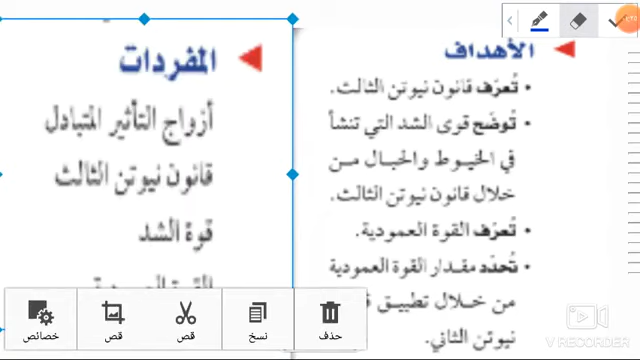 الأهداف
• تُعرّف قانون نيوتن الثالث.
• تُوضّح قوى الشد التي تنشأ
في الخيوط والحبال من
خلال قانون نيوتن الثالث.
• تُعرّف القوة العمودية.
• تُحدّد مقدار القوة العمودية
من خلال تطبيق
نيوتن الثاني.
المفردات
أزواج التأثير المتبادل
قانون نيوتن الثالث
قوة الشد
خصائص
قص
قص
نسخ
حذف
V RECORDER